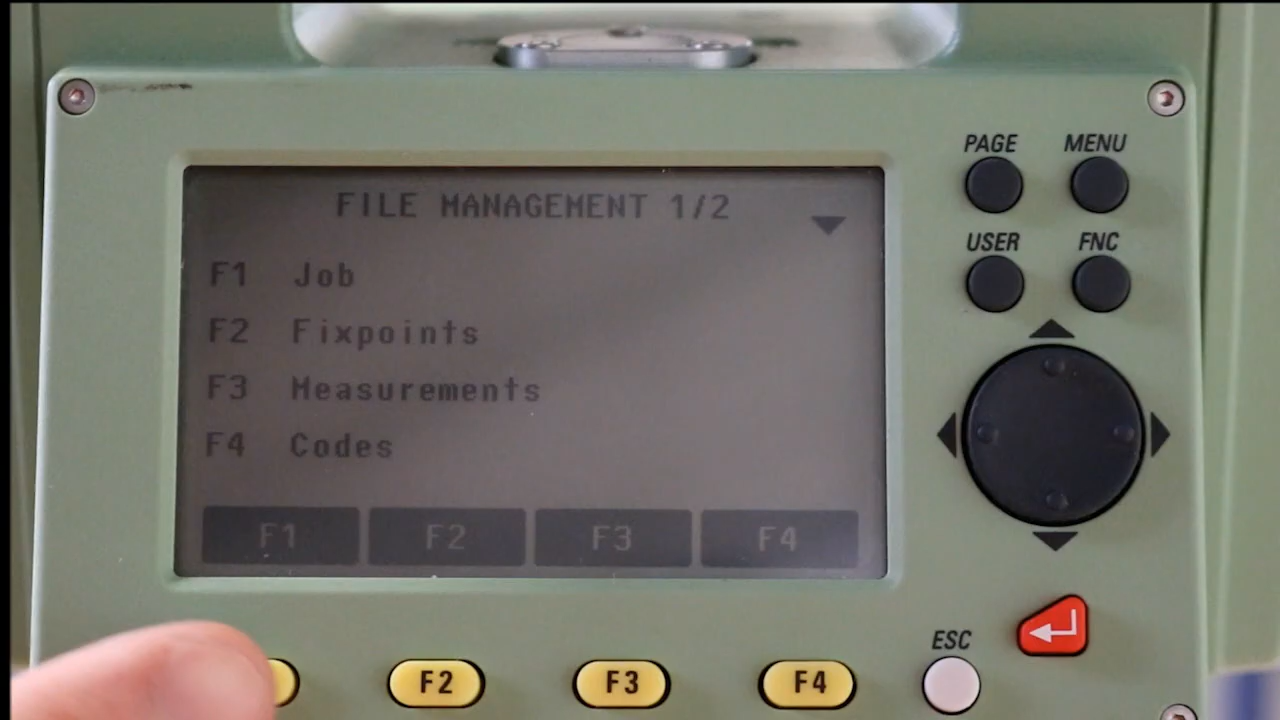 PAGE MENU
FILE MANAGEMENT 1/2
USER FNC
F1 Job
F2 Fixpoints
F3 Measurements
F4 Codes
F1 F2 F3 F4
ESC
F2 F3 F4